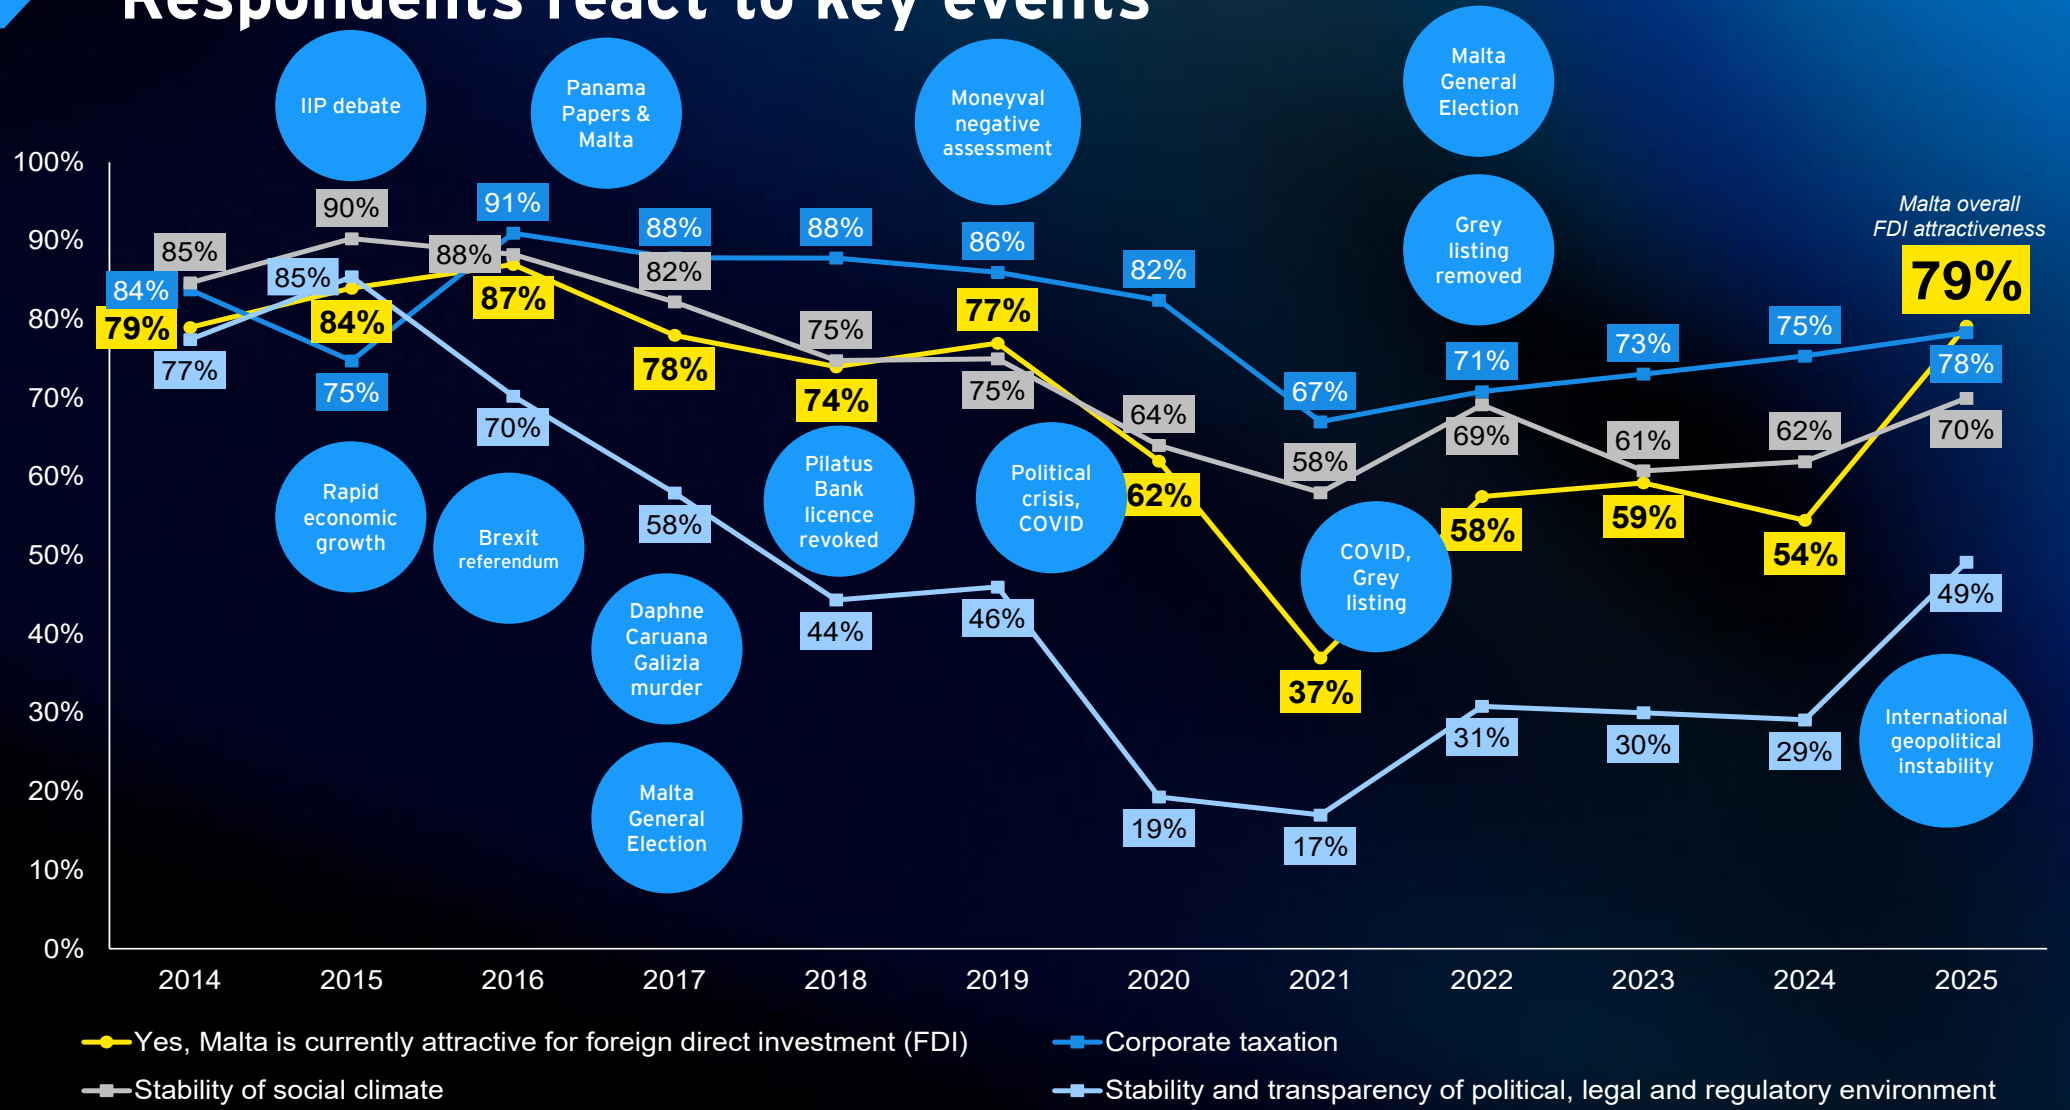 Respondents react to key events
IIP debate
Panama
Papers &
Malta
Moneyval
negative
assessment
Malta
General
Election
Grey
listing
removed
Malta overall
FDI attractiveness
79%
100%
90%
80%
70%
60%
50%
40%
30%
20%
10%
0%
85%
84%
79%
77%
90%
85%
84%
75%
91%
88%
87%
70%
88%
82%
78%
58%
88%
75%
74%
44%
86%
77%
75%
46%
82%
64%
62%
19%
67%
58%
37%
17%
71%
69%
58%
31%
73%
61%
59%
30%
75%
62%
54%
29%
78%
70%
49%
Rapid
economic
growth
Brexit
referendum
Daphne
Caruana
Galizia
murder
Malta
General
Election
Pilatus
Bank
licence
revoked
Political
crisis,
COVID
COVID,
Grey
listing
International
geopolitical
instability
2014 2015 2016 2017 2018 2019 2020 2021 2022 2023 2024 2025
Yes, Malta is currently attractive for foreign direct investment (FDI)
Corporate taxation
Stability of social climate
Stability and transparency of political, legal and regulatory environment